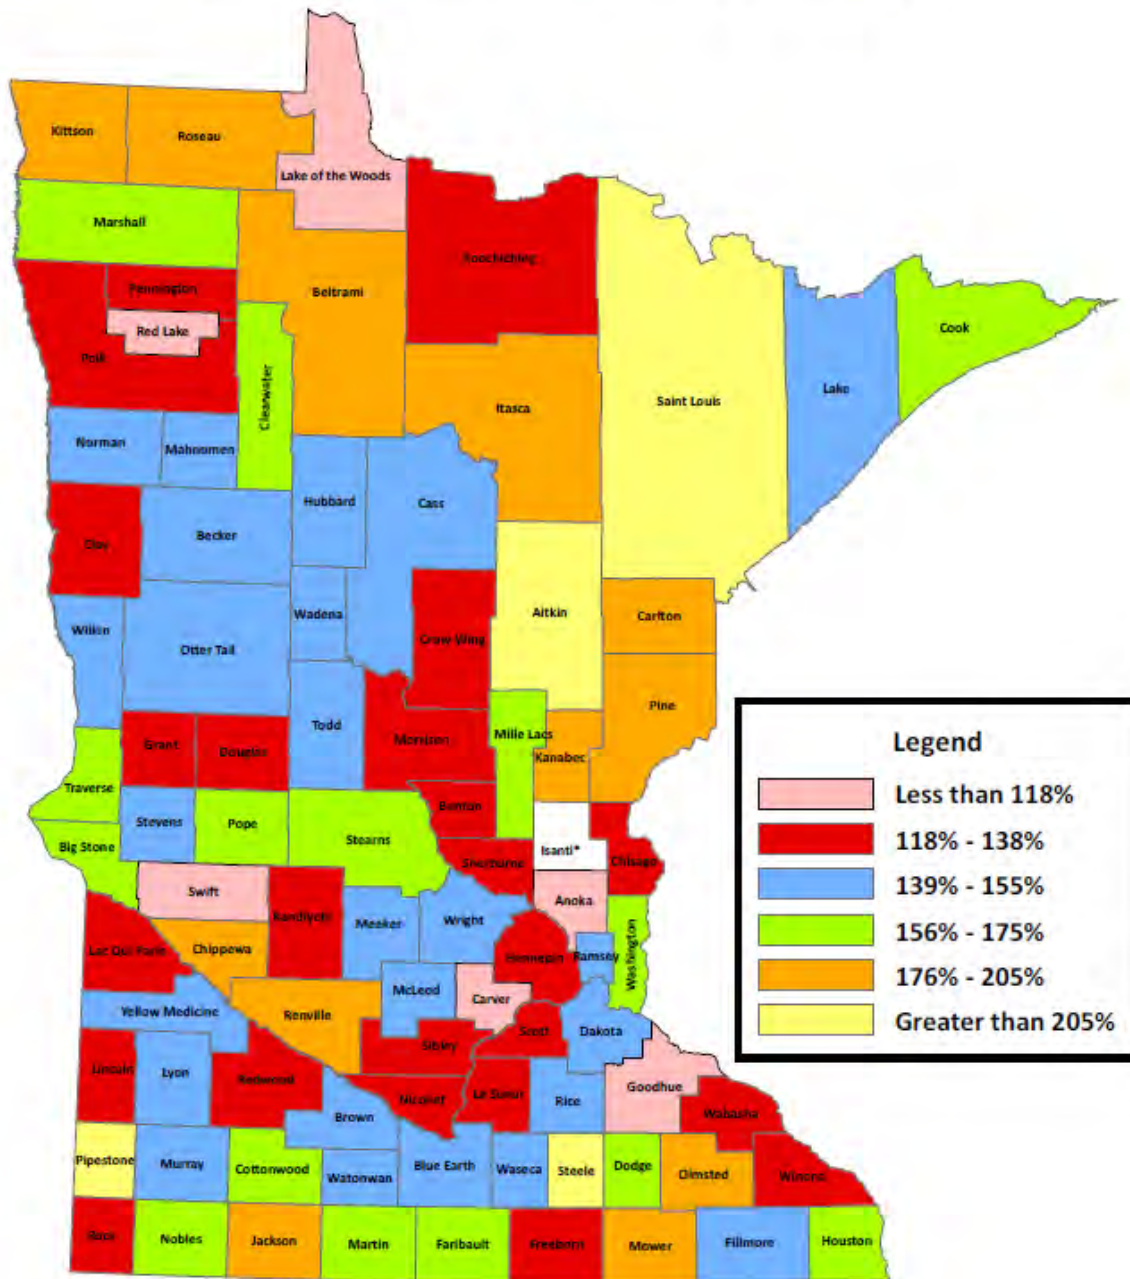 Kittson
Roseau
Lake of the Woods
Marshall
Koochiching
Pennington
Beltrami
Red Lake
Polk
Cook
Clearwater
Itasca
Saint Louis
Lake
Norman
Mahnomen
Hubbard
Cass
Clay
Becker
Wilkin
Wadena
Aitkin
Carlton
Otter Tail
Crow Wing
Pine
Grant
Douglas
Todd
Morrison
Mille Lacs
Kanabec
Traverse
Benton
Stevens
Pope
Stearns
Big Stone
Isanti*
Sherburne
Chisago
Swift
Anoka
Kandiyohi
Meeker
Wright
Lac Qui Parle
Chippewa
Hennepin
Ramsey
Washington
McLeod
Carver
Yellow Medicine
Renville
Scott
Dakota
Sibley
Lincoln
Lyon
Redwood
Nicollet
Le Sueur
Rice
Goodhue
Brown
Wabasha
Pipestone
Murray
Cottonwood
Watonwan
Blue Earth
Waseca
Steele
Dodge
Olmsted
Winona
Rock
Nobles
Jackson
Martin
Faribault
Freeborn
Mower
Fillmore
Houston
Legend
Less than 118%
118% - 138%
139% - 155%
156% - 175%
176% - 205%
Greater than 205%